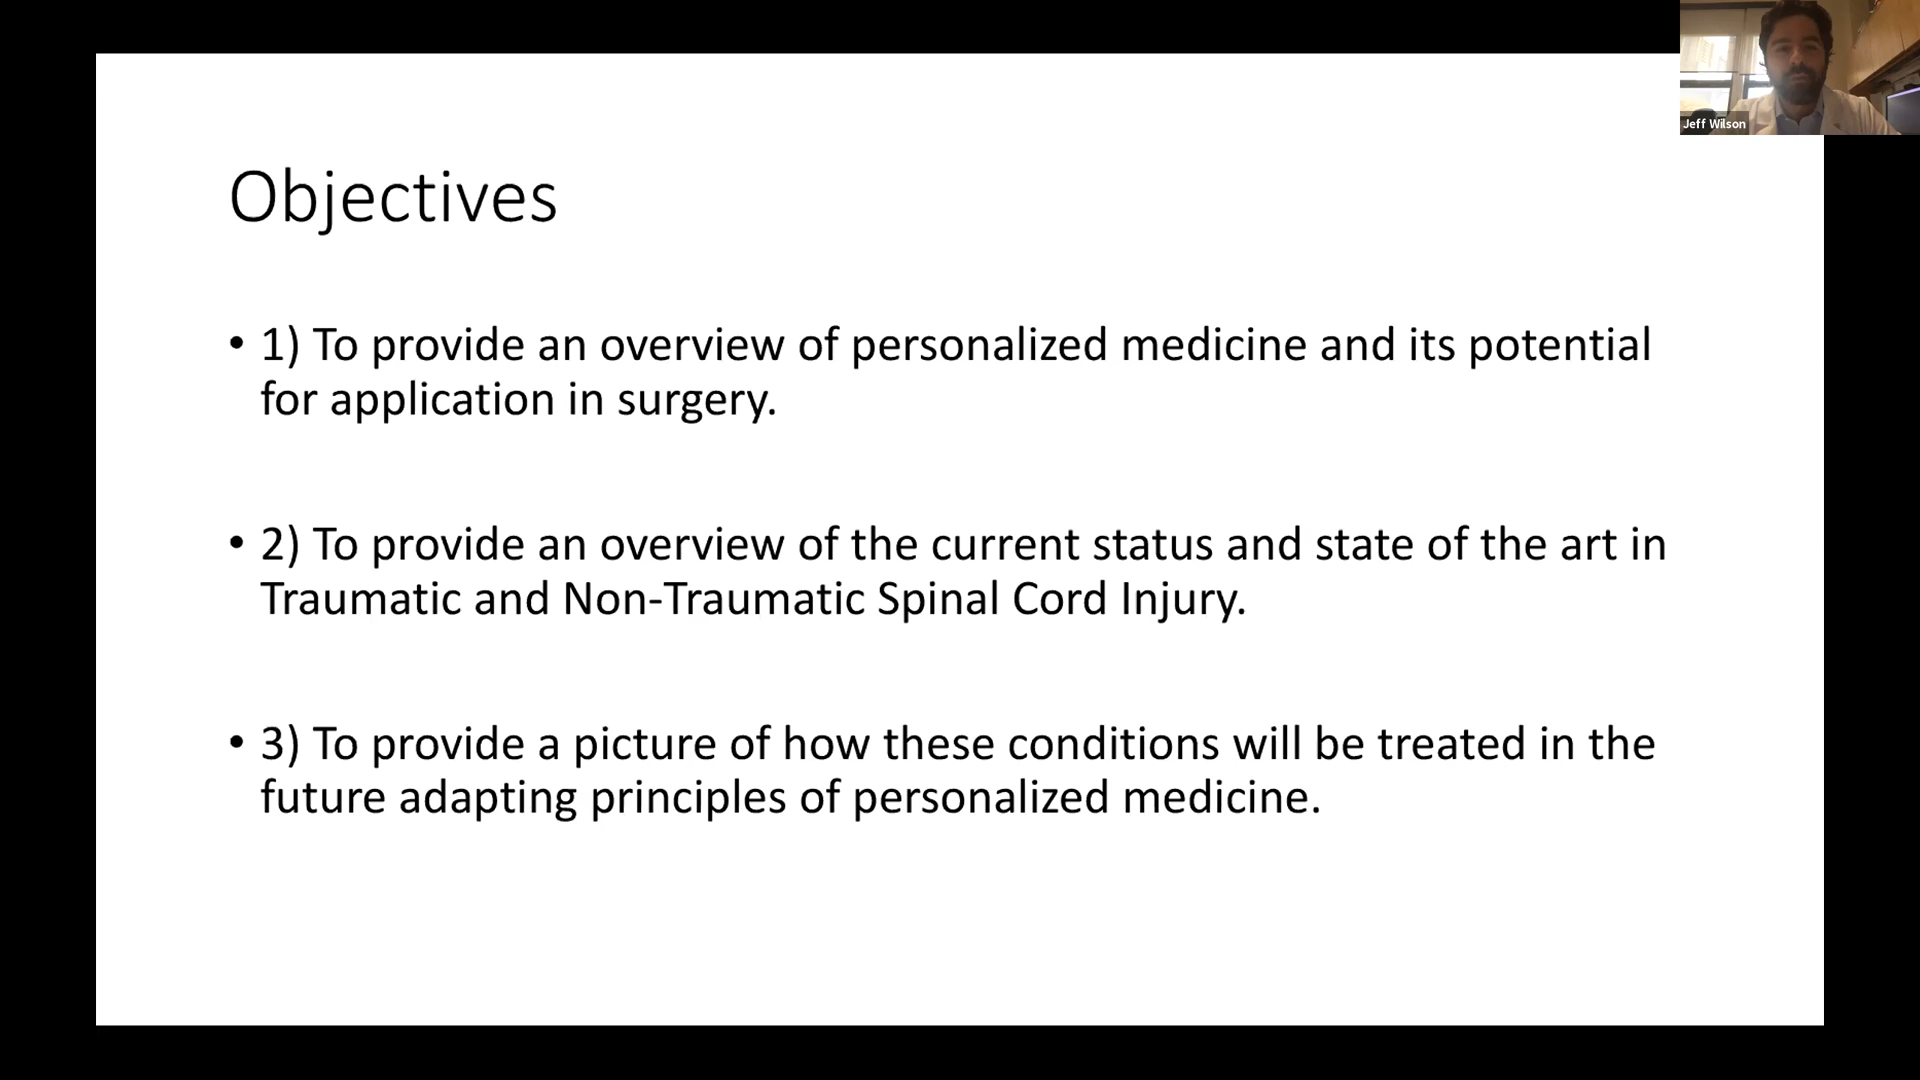 Jeff Wilson
Objectives
• 1) To provide an overview of personalized medicine and its potential
for application in surgery.
• 2) To provide an overview of the current status and state of the art in
Traumatic and Non-Traumatic Spinal Cord Injury.
• 3) To provide a picture of how these conditions will be treated in the
future adapting principles of personalized medicine.